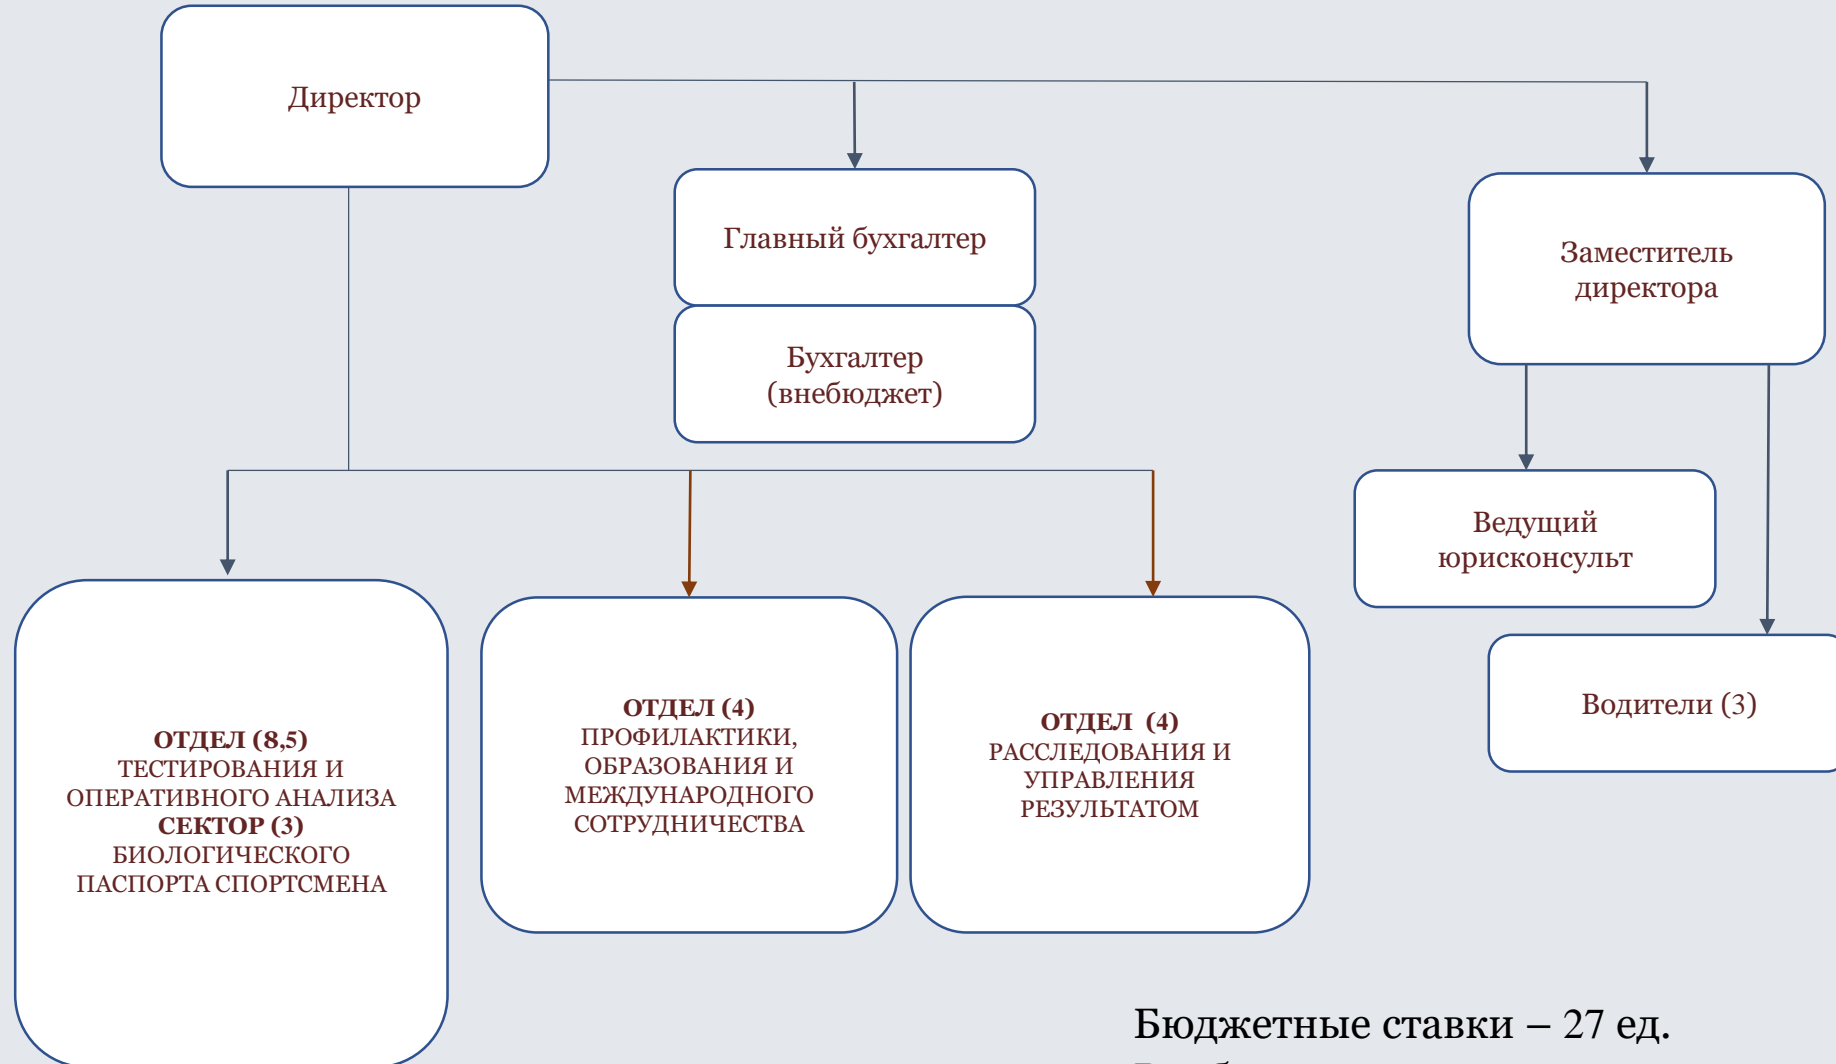 Директор
Главный бухгалтер
Заместитель
директора
Бухгалтер
(внебюджет)
Ведущий
юрисконсульт
Водители (3)
ОТДЕЛ (8,5)
ТЕСТИРОВАНИЯ И
ОПЕРАТИВНОГО АНАЛИЗА
СЕКТОР (3)
БИОЛОГИЧЕСКОГО
ПАСПОРТА СПОРТСМЕНА
ОТДЕЛ (4)
ПРОФИЛАКТИКИ,
ОБРАЗОВАНИЯ И
МЕЖДУНАРОДНОГО
СОТРУДНИЧЕСТВА
ОТДЕЛ (4)
РАССЛЕДОВАНИЯ И
УПРАВЛЕНИЯ
РЕЗУЛЬТАТОМ
Бюджетные ставки – 27 ед.